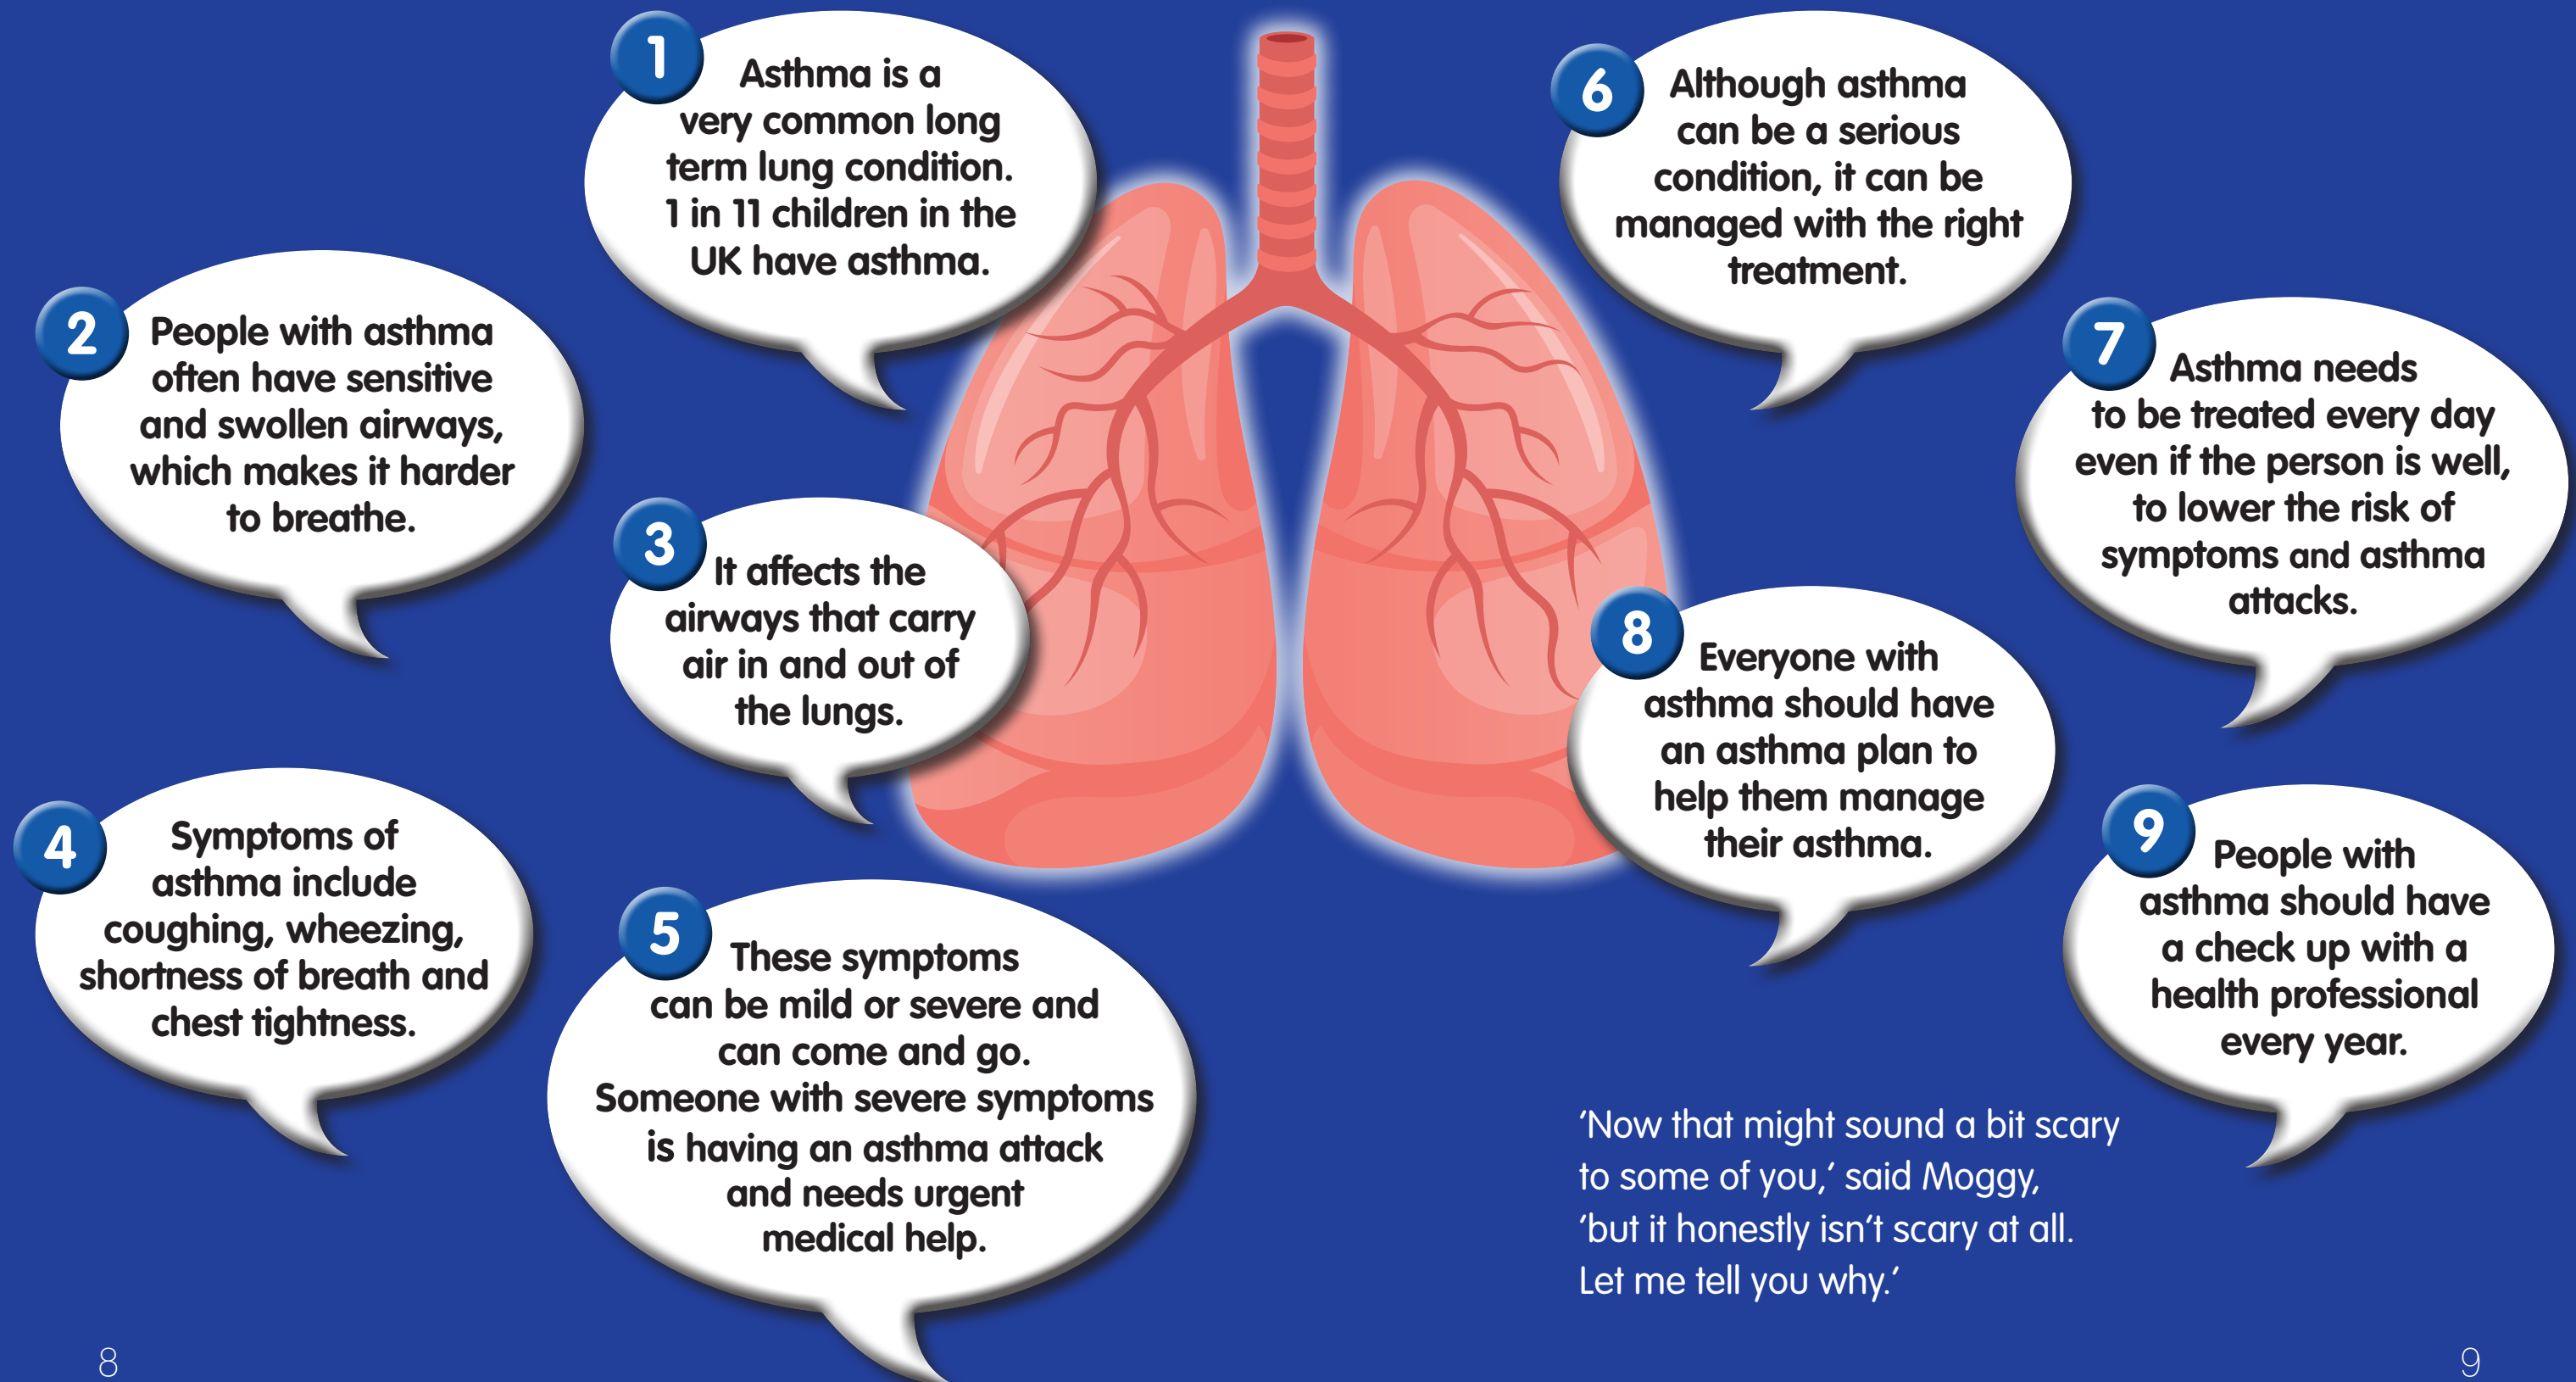 1
Asthma is a
very common long
term lung condition.
1 in 11 children in the
UK have asthma.
2
People with asthma
often have sensitive
and swollen airways,
which makes it harder
to breathe.
3
It affects the
airways that carry
air in and out of
the lungs.
4
Symptoms of
asthma include
coughing, wheezing,
shortness of breath and
chest tightness.
5
These symptoms
can be mild or severe and
can come and go.
Someone with severe symptoms
is having an asthma attack
and needs urgent
medical help.
6
Although asthma
can be a serious
condition, it can be
managed with the right
treatment.
7
Asthma needs
to be treated every day
even if the person is well,
to lower the risk of
symptoms and asthma
attacks.
8
Everyone with
asthma should have
an asthma plan to
help them manage
their asthma.
9
People with
asthma should have
a check up with a
health professional
every year.
‘Now that might sound a bit scary
to some of you,’ said Moggy,
‘but it honestly isn’t scary at all.
Let me tell you why.’
8
9